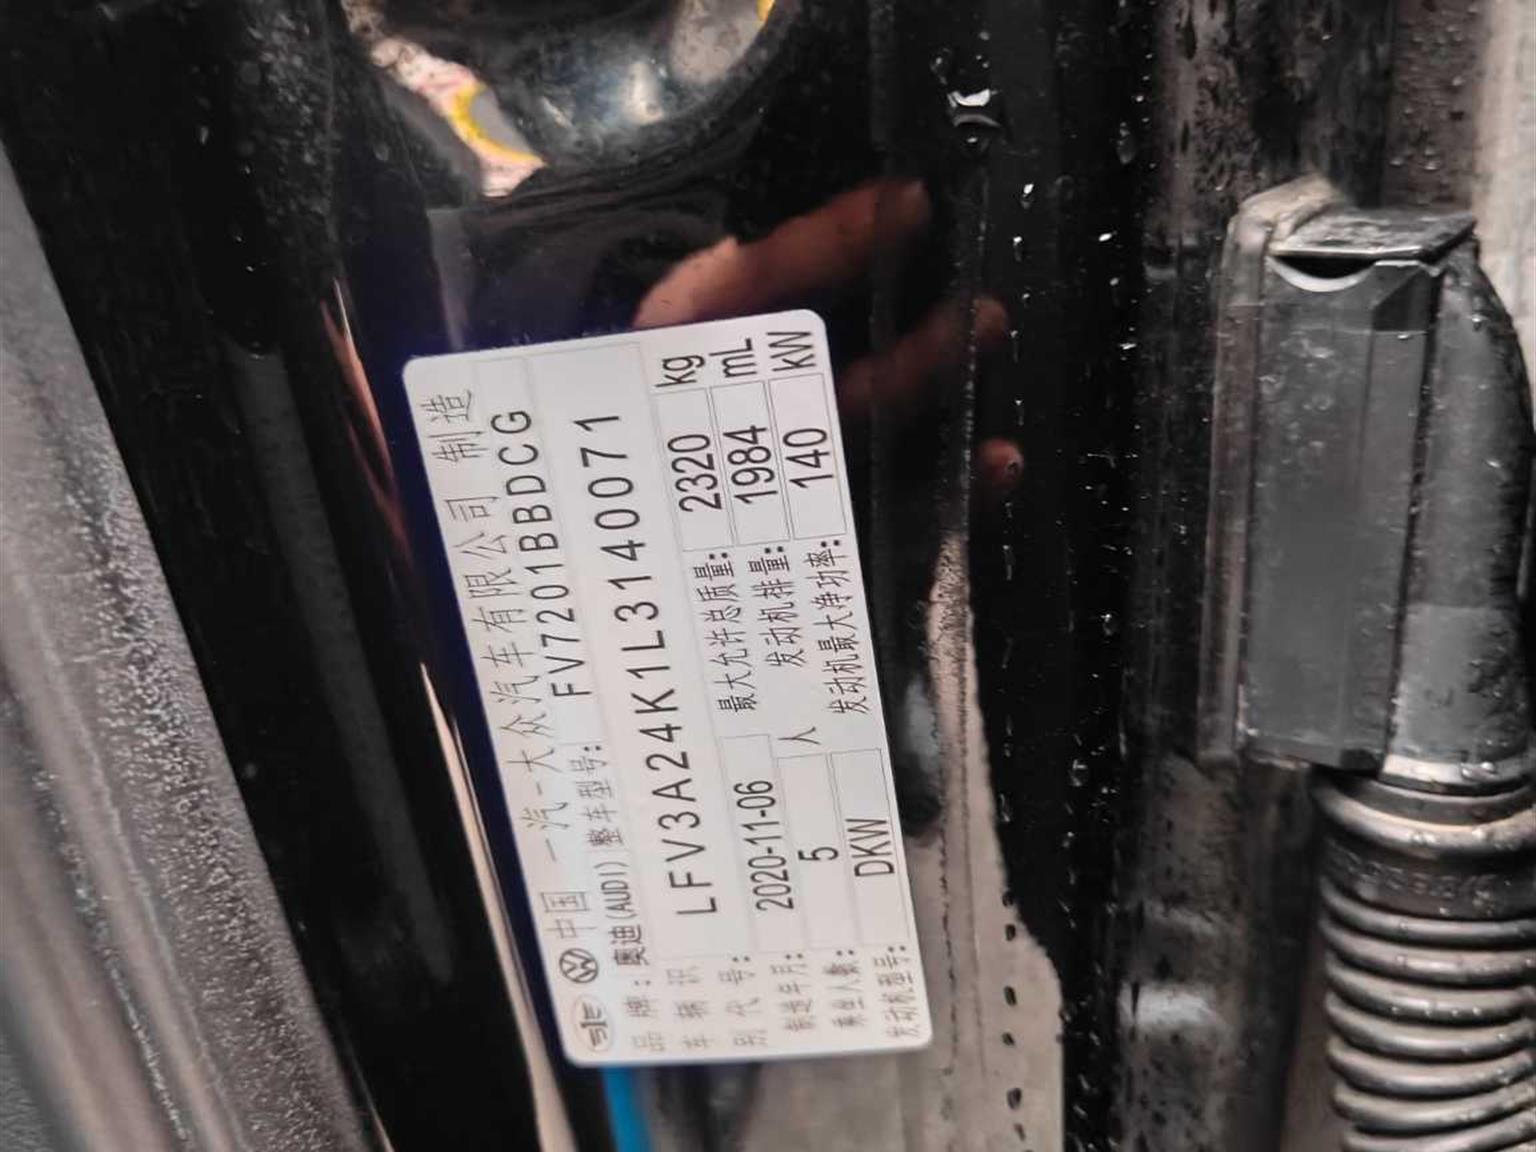 中国 一汽-大众汽车有限公司 制造
品牌：奥迪(AUDI) 整车型号：FV7201BBDCG
车辆识别代号：LFV3A24K1L3140071
制造年月：2020-11-06 最大允许总质量：2320 kg
乘坐人数：5 人 发动机排量：1984 mL
发动机型号：DKW 发动机最大净功率：140 kW